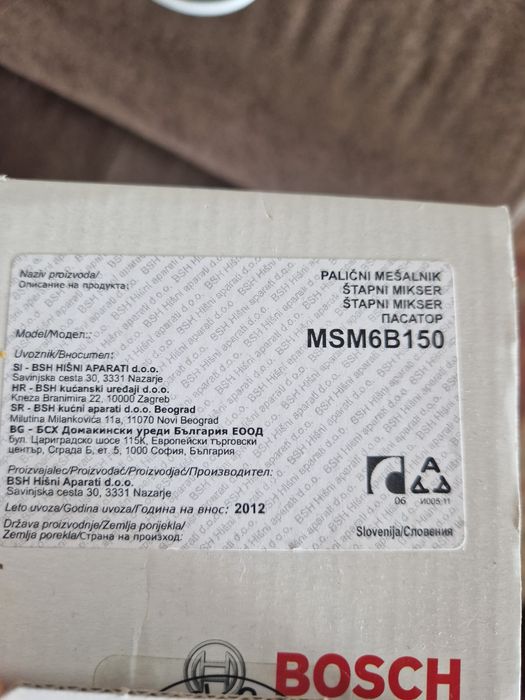 Naziv proizvoda/
Описание на продукта:
PALIČNI MEŠALNIK
ŠTAPNI MIKSER
ŠTAPNI MIKSER
ПАСАТОР
Model/Модел::
MSM6B150
Uvoznik/Вносител:
SI - BSH HIŠNI APARATI d.o.o.
Savinjska cesta 30, 3331 Nazarje
HR - BSH kućanski uređaji d.o.o.
Kneza Branimira 22, 10000 Zagreb
SR - BSH kućni aparati d.o.o. Beograd
Milutina Milankovića 11a, 11070 Novi Beograd
BG - БСХ Домакински уреди България ЕООД
бул. Цариградско шосе 115К, Европейски търговски
център, Сграда Б, ет. 5, 1000 София, България
Proizvajalec/Proizvođač/Proizvodjač/Производител:
BSH Hišni Aparati d.o.o.
Savinjska cesta 30, 3331 Nazarje
Leto uvoza/Godina uvoza/Година на внос: 2012
Država proizvodnje/Zemlja porijekla/
Zemlja porekla/Страна на произход:
A
AA
06
И005:11
Slovenija/Словения
BOSCH